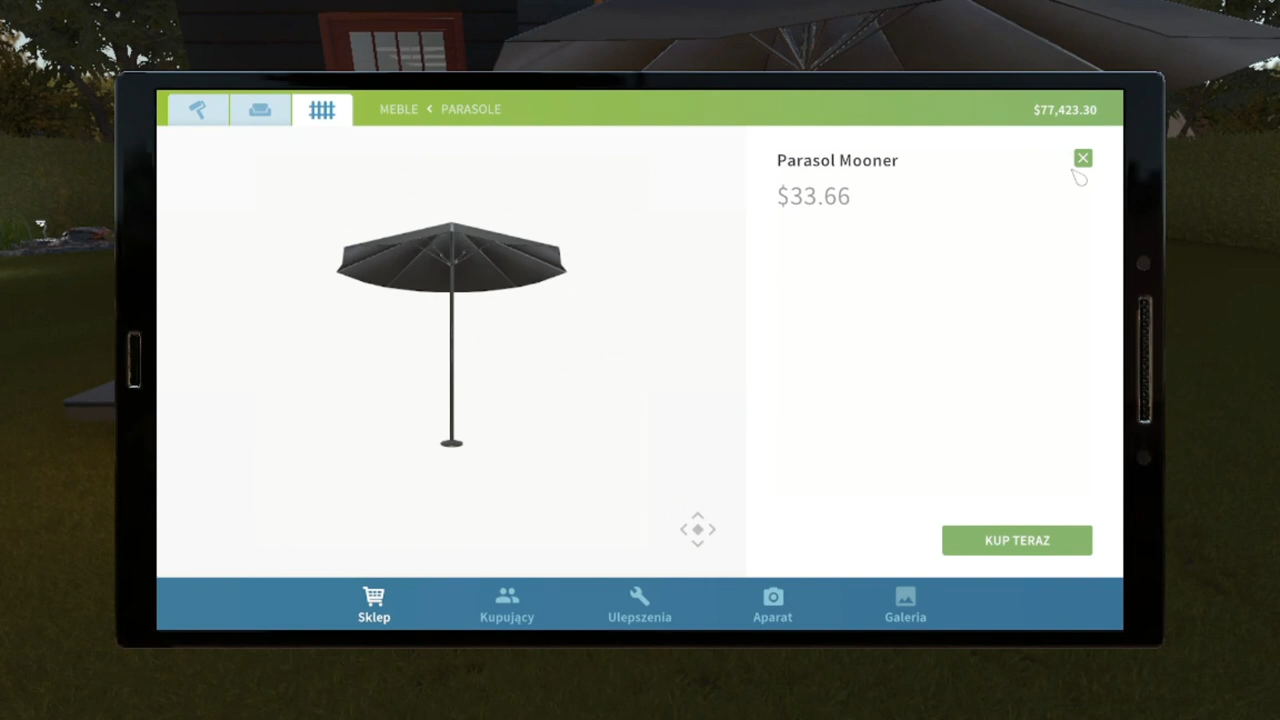 MEBLE < PARASOLE
$77,423.30
Parasol Mooner
$33.66
KUP TERAZ
Sklep
Kupujący
Ulepszenia
Aparat
Galeria